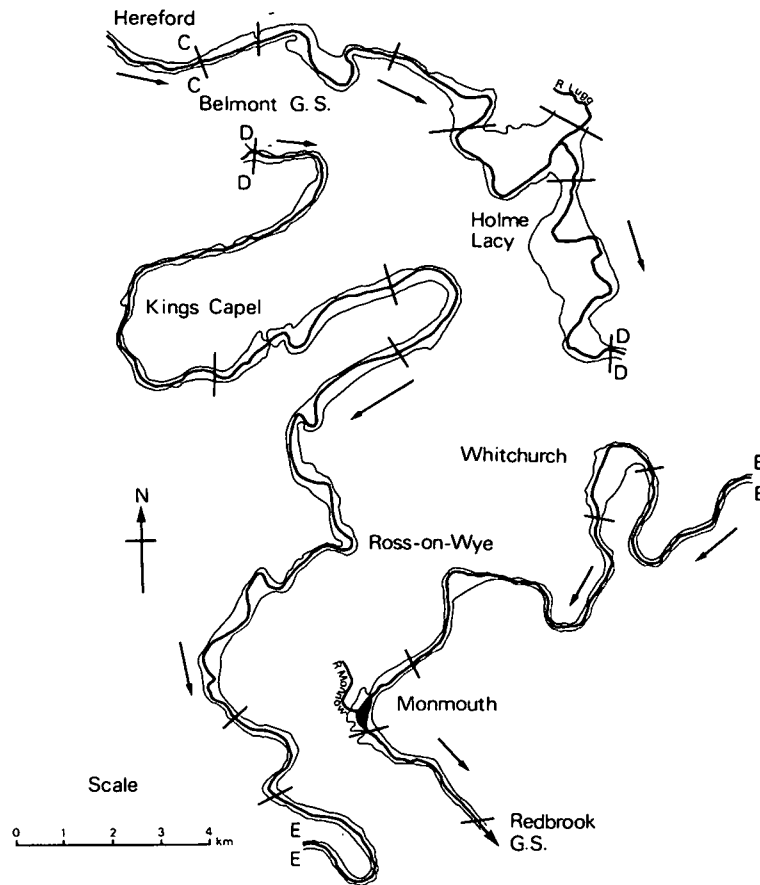 Hereford
C
C
Belmont G. S.
R Lugg
D
D
Holme
Lacy
Kings Capel
D
D
Whitchurch
E
E
N
Ross-on-Wye
R Monnow
Monmouth
Scale
0 1 2 3 4 km
E
E
Redbrook
G.S.